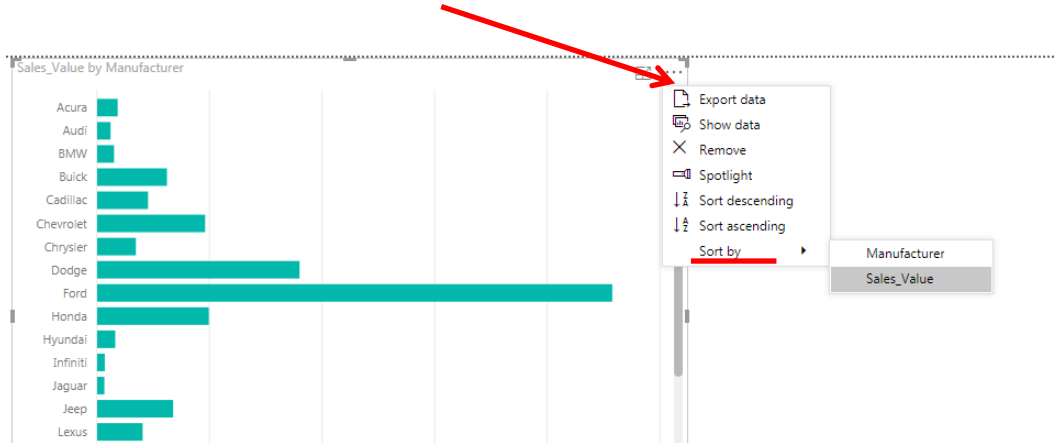 Sales_Value by Manufacturer
Acura
Audi
BMW
Buick
Cadillac
Chevrolet
Chrysler
Dodge
Ford
Honda
Hyundai
Infiniti
Jaguar
Jeep
Lexus
Export data
Show data
Remove
Spotlight
Sort descending
Sort ascending
Sort by
Manufacturer
Sales_Value